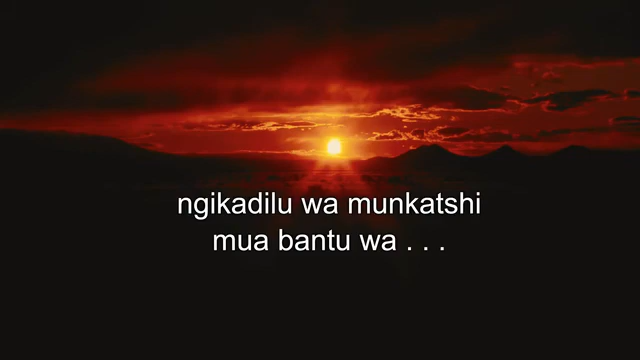 ngikadilu wa munkatshi
mua bantu wa . . .